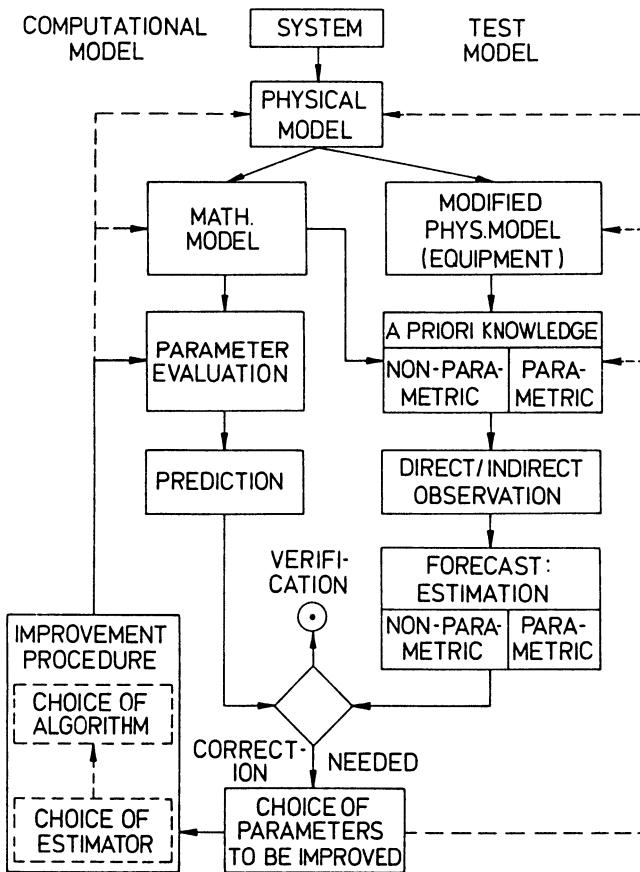 COMPUTATIONAL
MODEL
SYSTEM
TEST
MODEL
PHYSICAL
MODEL
MATH.
MODEL
MODIFIED
PHYS.MODEL
(EQUIPMENT)
PARAMETER
EVALUATION
A PRIORI KNOWLEDGE
NON-PARA-
METRIC
PARA-
METRIC
PREDICTION
DIRECT/INDIRECT
OBSERVATION
VERIFI-
CATION
FORECAST:
ESTIMATION
NON-PARA-
METRIC
PARA-
METRIC
IMPROVEMENT
PROCEDURE
CHOICE OF
ALGORITHM
CHOICE OF
ESTIMATOR
CORRECT-
ION
NEEDED
CHOICE OF
PARAMETERS
TO BE IMPROVED